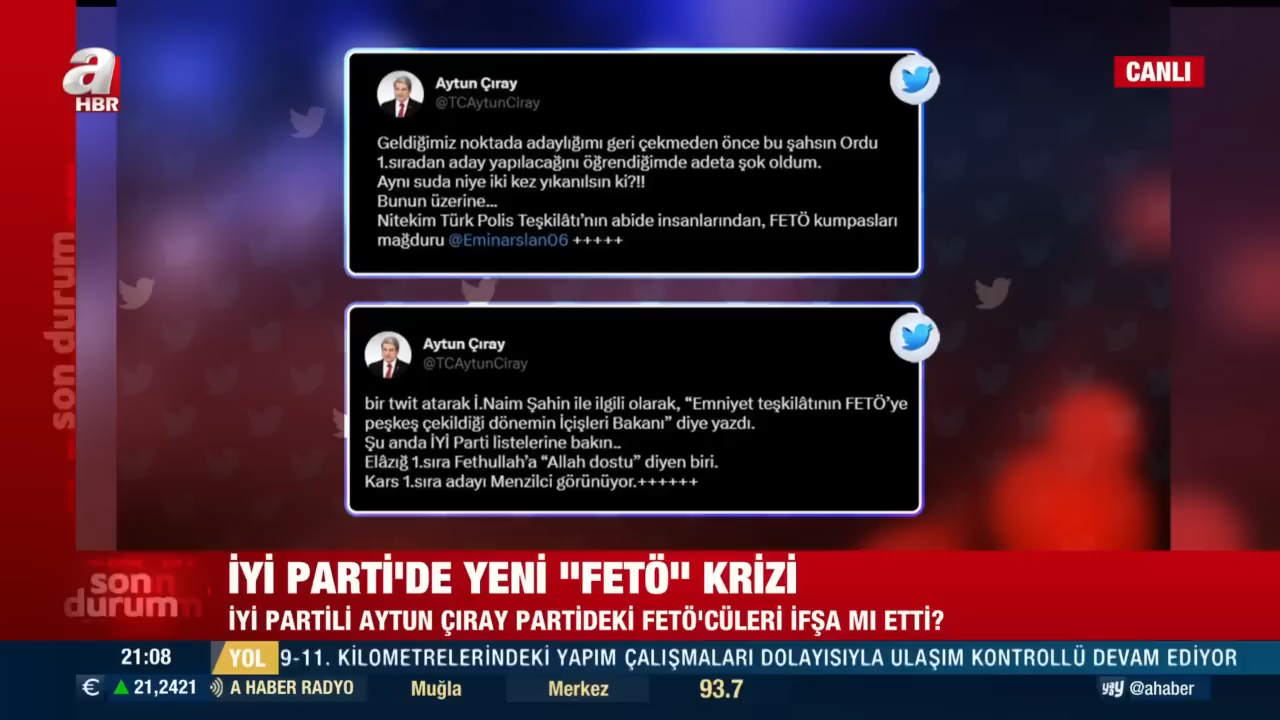 a
HBR
CANLI
Aytun Çıray
@TCAytunCiray
Geldiğimiz noktada adaylığımı geri çekmeden önce bu şahsın Ordu
1.sıradan aday yapılacağını öğrendiğimde adeta şok oldum.
Aynı suda niye iki kez yıkanılsın ki?!!
Bunun üzerine...
Nitekim Türk Polis Teşkilâtı’nın abide insanlarından, FETÖ kumpasları
mağduru @Eminarslan06 +++++
son durum
Aytun Çıray
@TCAytunCiray
bir twit atarak İ.Naim Şahin ile ilgili olarak, “Emniyet teşkilâtının FETÖ’ye
peşkeş çekildiği dönemin İçişleri Bakanı” diye yazdı.
Şu anda İYİ Parti listelerine bakın..
Elâzığ 1.sıra Fethullah’a “Allah dostu” diyen biri.
Kars 1.sıra adayı Menzilci görünüyor.++++++
son
durum
İYİ PARTİ'DE YENİ "FETÖ" KRİZİ
İYİ PARTİLİ AYTUN ÇIRAY PARTİDEKİ FETÖ'CÜLERİ İFŞA MI ETTİ?
21:08 YOL 9-11. KİLOMETRELERİNDEKİ YAPIM ÇALIŞMALARI DOLAYISIYLA ULAŞIM KONTROLLÜ DEVAM EDİYOR
€ ▲ 21,2421 A HABER RADYO Muğla Merkez 93.7 yay @ahaber